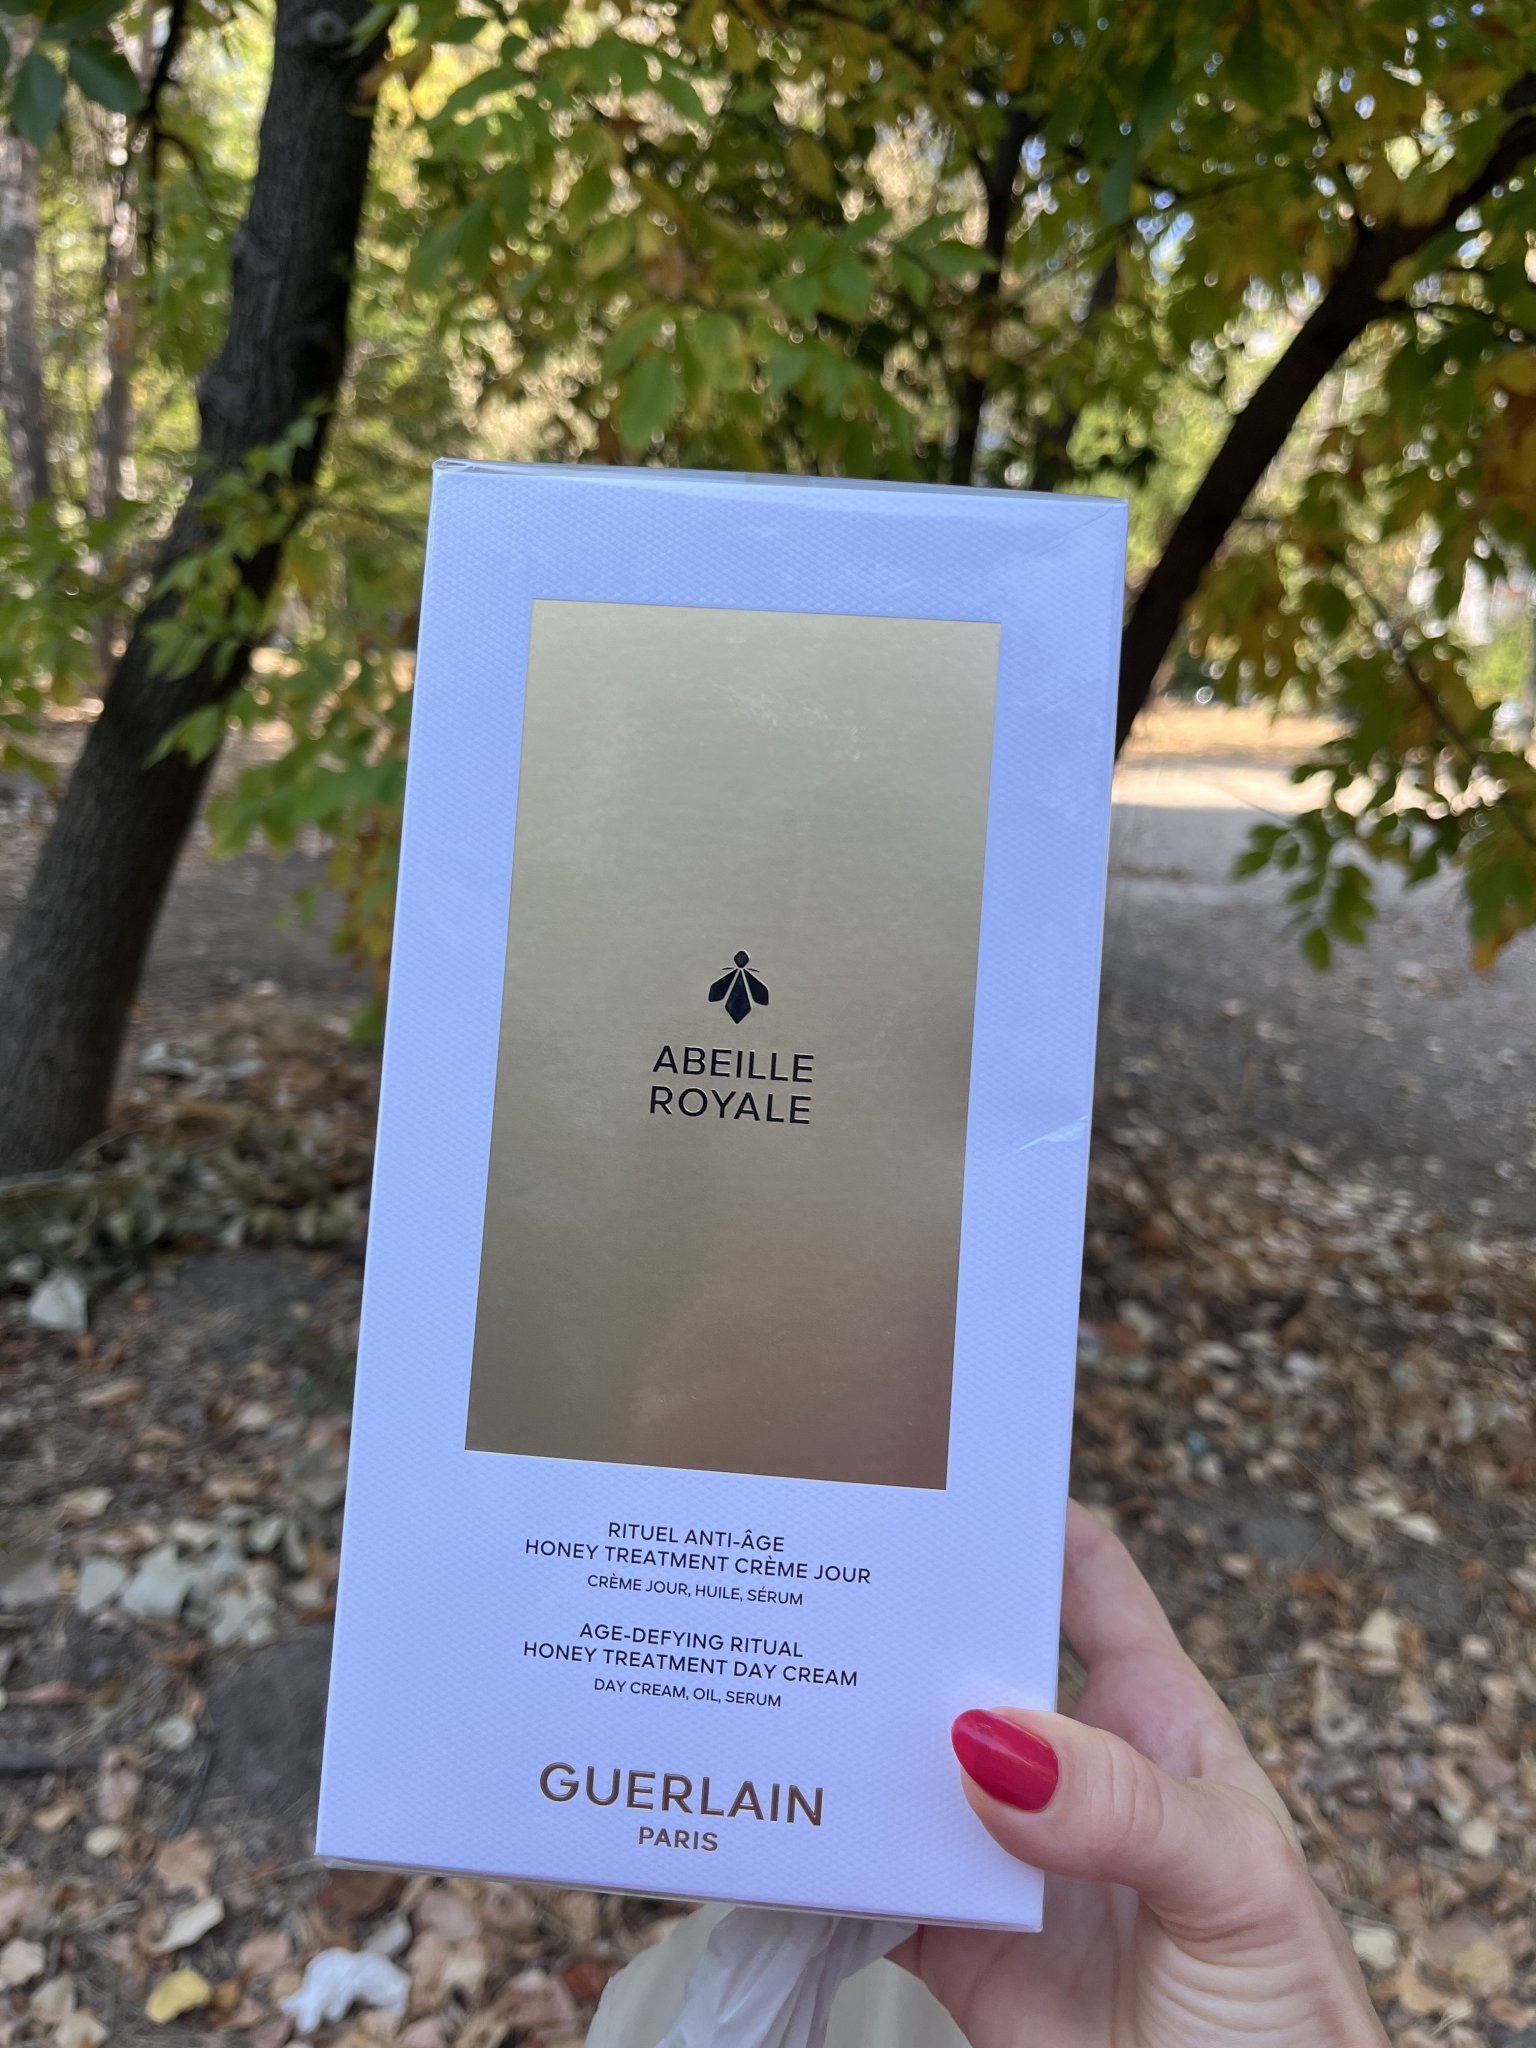 ABEILLE
ROYALE
RITUEL ANTI-ÂGE
HONEY TREATMENT CRÈME JOUR
CRÈME JOUR, HUILE, SÉRUM
AGE-DEFYING RITUAL
HONEY TREATMENT DAY CREAM
DAY CREAM, OIL, SERUM
GUERLAIN
PARIS